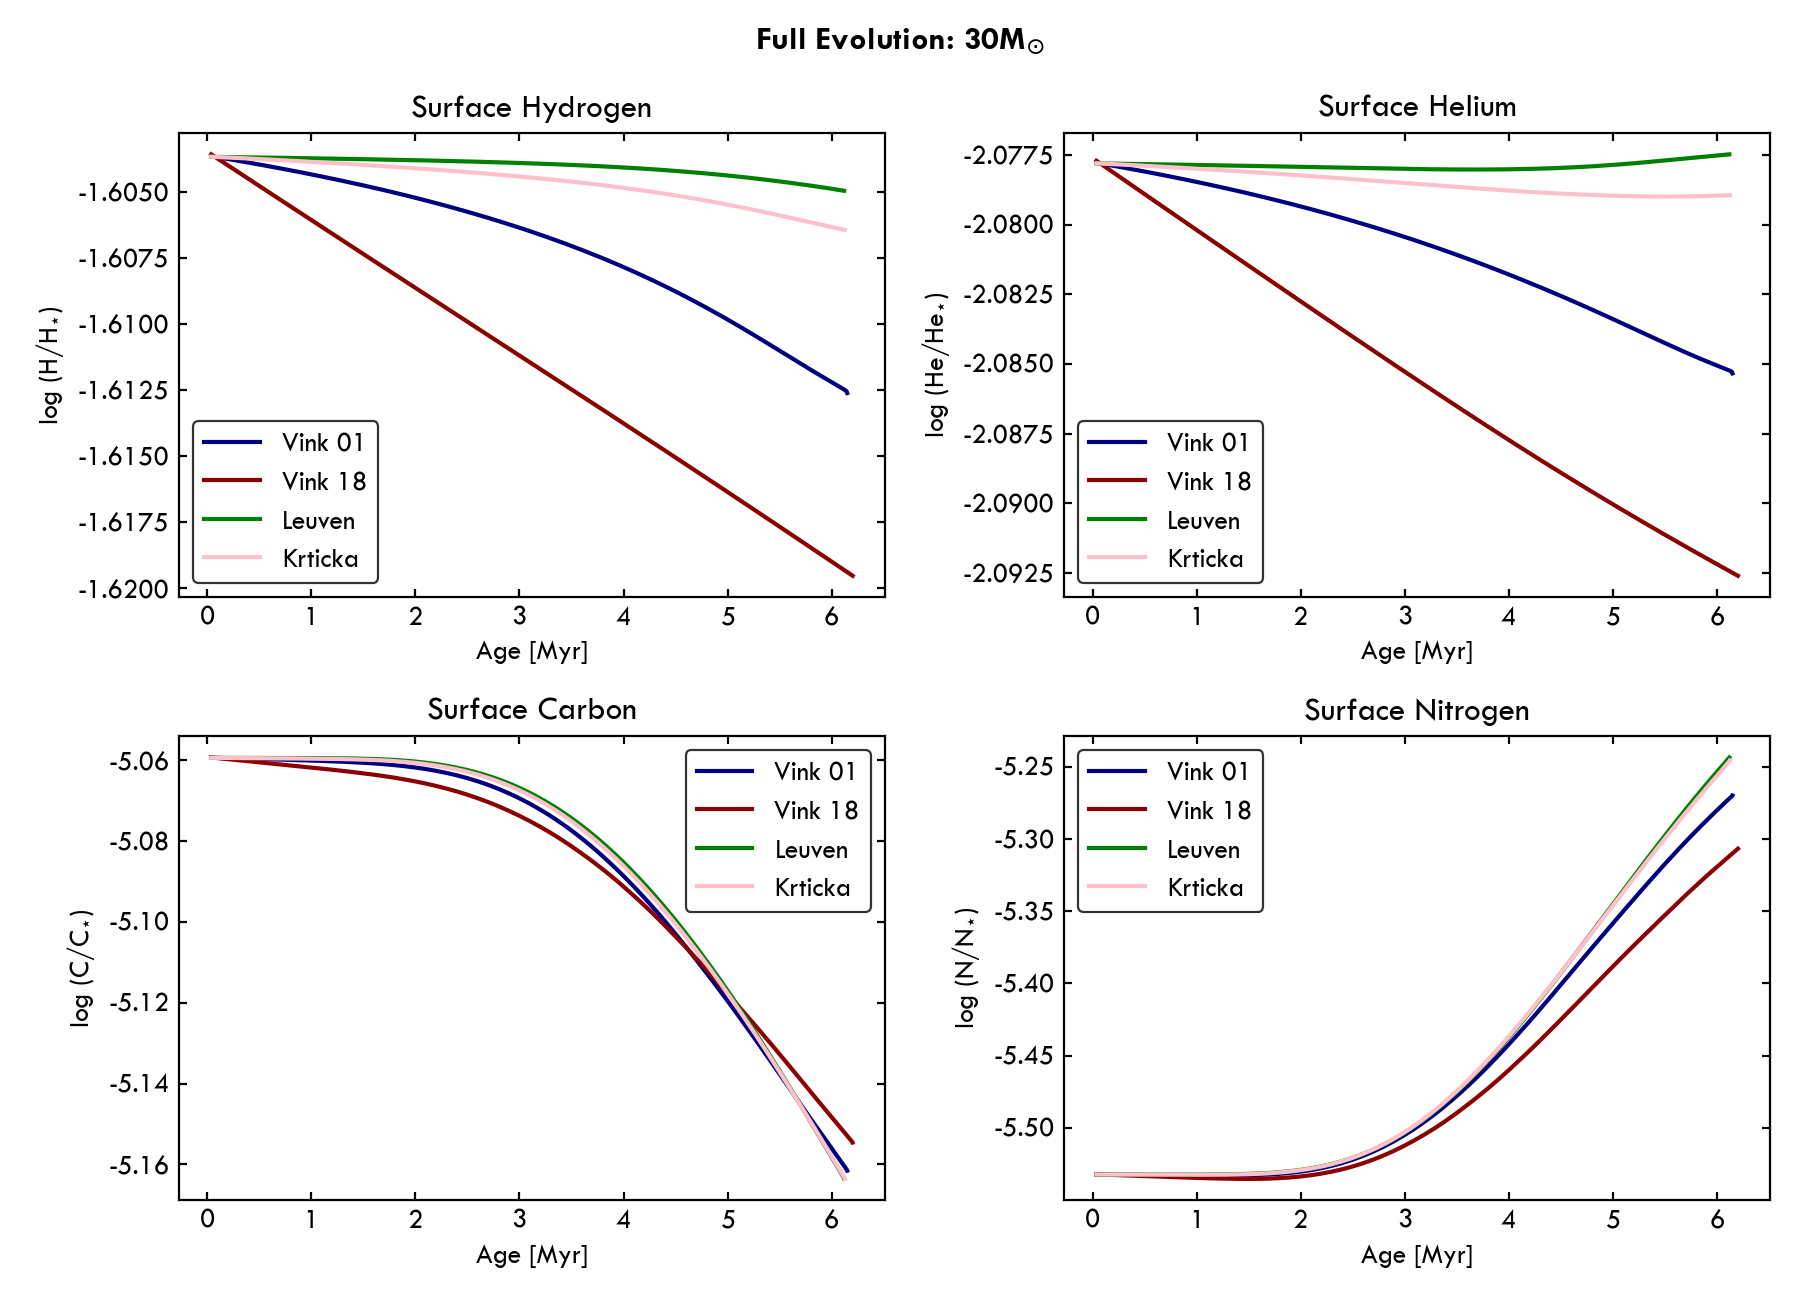 Full Evolution: 30M⊙
Surface Hydrogen
log (H/H⋆)
-1.6050
-1.6075
-1.6100
-1.6125
-1.6150
-1.6175
-1.6200
Vink 01
Vink 18
Leuven
Krticka
0 1 2 3 4 5 6
Age [Myr]
Surface Helium
log (He/He⋆)
-2.0775
-2.0800
-2.0825
-2.0850
-2.0875
-2.0900
-2.0925
Vink 01
Vink 18
Leuven
Krticka
0 1 2 3 4 5 6
Age [Myr]
Surface Carbon
log (C/C⋆)
-5.06
-5.08
-5.10
-5.12
-5.14
-5.16
Vink 01
Vink 18
Leuven
Krticka
0 1 2 3 4 5 6
Age [Myr]
Surface Nitrogen
log (N/N⋆)
-5.25
-5.30
-5.35
-5.40
-5.45
-5.50
Vink 01
Vink 18
Leuven
Krticka
0 1 2 3 4 5 6
Age [Myr]